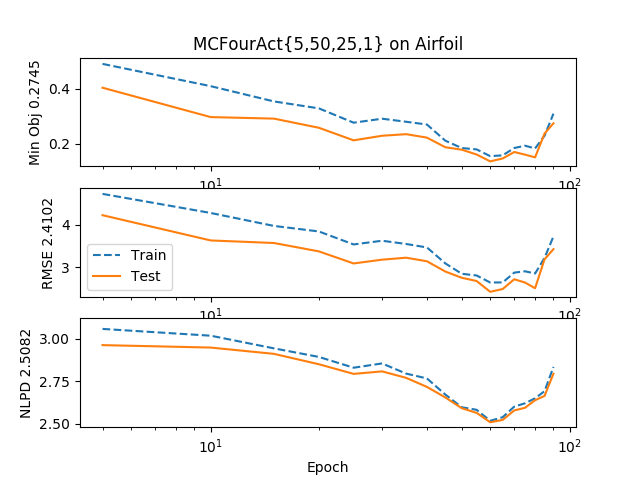 MCFourAct{5,50,25,1} on Airfoil
Min Obj 0.2745
0.4
0.2
10¹
10²
RMSE 2.4102
4
3
Train
Test
10¹
10²
NLPD 2.5082
3.00
2.75
2.50
10¹
10²
Epoch